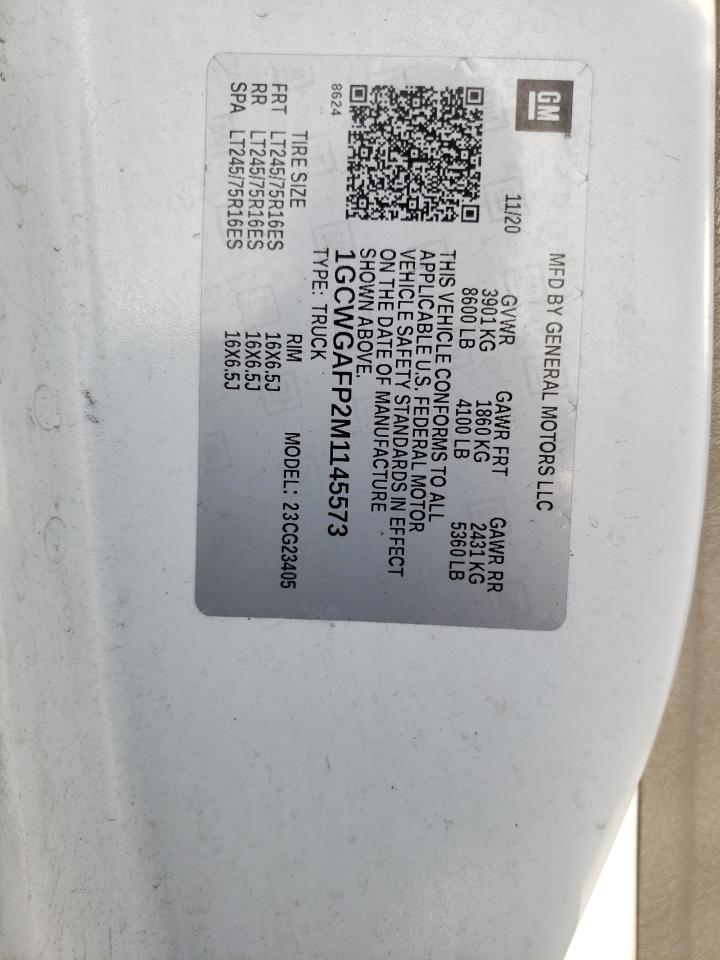 GM
MFD BY GENERAL MOTORS LLC
11/20
GVWR GAWR FRT GAWR RR
3901 KG 1860 KG 2431 KG
8600 LB 4100 LB 5360 LB
THIS VEHICLE CONFORMS TO ALL
APPLICABLE U.S. FEDERAL MOTOR
VEHICLE SAFETY STANDARDS IN EFFECT
ON THE DATE OF MANUFACTURE
SHOWN ABOVE.
1GCWGAFP2M1145573
8624
TYPE: TRUCK
MODEL: 23CG23405
TIRE SIZE RIM
FRT LT245/75R16ES 16X6.5J
RR LT245/75R16ES 16X6.5J
SPA LT245/75R16ES 16X6.5J